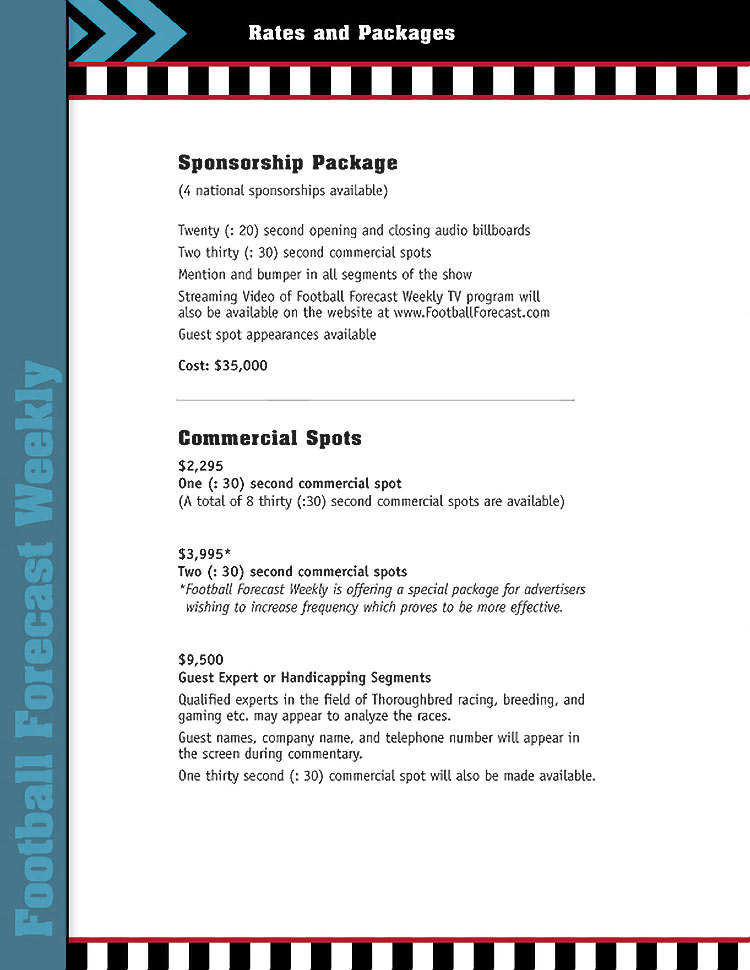 Rates and Packages
Sponsorship Package
(4 national sponsorships available)
Twenty (: 20) second opening and closing audio billboards
Two thirty (: 30) second commercial spots
Mention and bumper in all segments of the show
Streaming Video of Football Forecast Weekly TV program will
also be available on the website at www.FootballForecast.com
Guest spot appearances available
Cost: $35,000
Commercial Spots
$2,295
One (: 30) second commercial spot
(A total of 8 thirty (:30) second commercial spots are available)
$3,995*
Two (: 30) second commercial spots
*Football Forecast Weekly is offering a special package for advertisers
wishing to increase frequency which proves to be more effective.
$9,500
Guest Expert or Handicapping Segments
Qualified experts in the field of Thoroughbred racing, breeding, and
gaming etc. may appear to analyze the races.
Guest names, company name, and telephone number will appear in
the screen during commentary.
One thirty second (: 30) commercial spot will also be made available.
Football Forecast Weekly